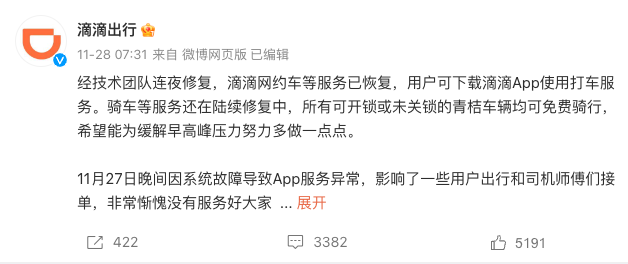 滴滴出行
11-28 07:31 来自 微博网页版 已编辑
经技术团队连夜修复，滴滴网约车等服务已恢复，用户可下载滴滴App使用打车服
务。骑车等服务还在陆续修复中，所有可开锁或未关锁的青桔车辆均可免费骑行，
希望能为缓解早高峰压力努力多做一点点。
11月27日晚间因系统故障导致App服务异常，影响了一些用户出行和司机师傅们接
单，非常惭愧没有服务好大家 ... 展开
422
3382
5191